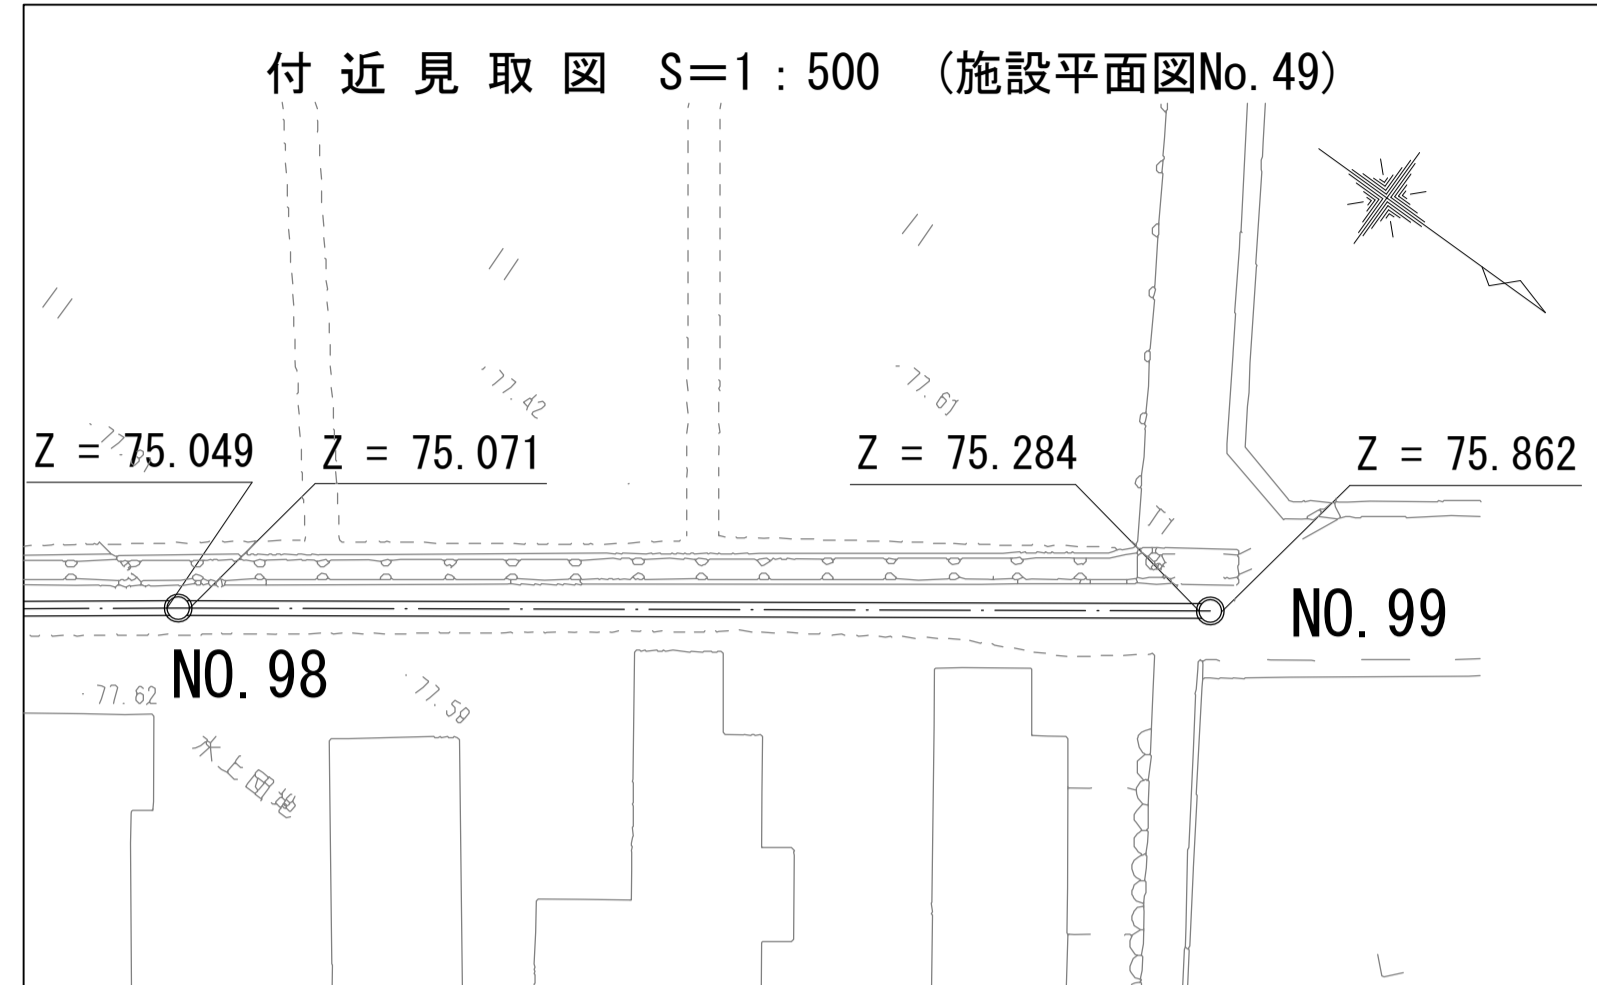 付近見取図 S=1:500 (施設平面図No.49)
77.42
77.61
Z = 75.049
Z = 75.071
Z = 75.284
Z = 75.862
T1
NO.99
NO.98
77.62
77.58
水上団地